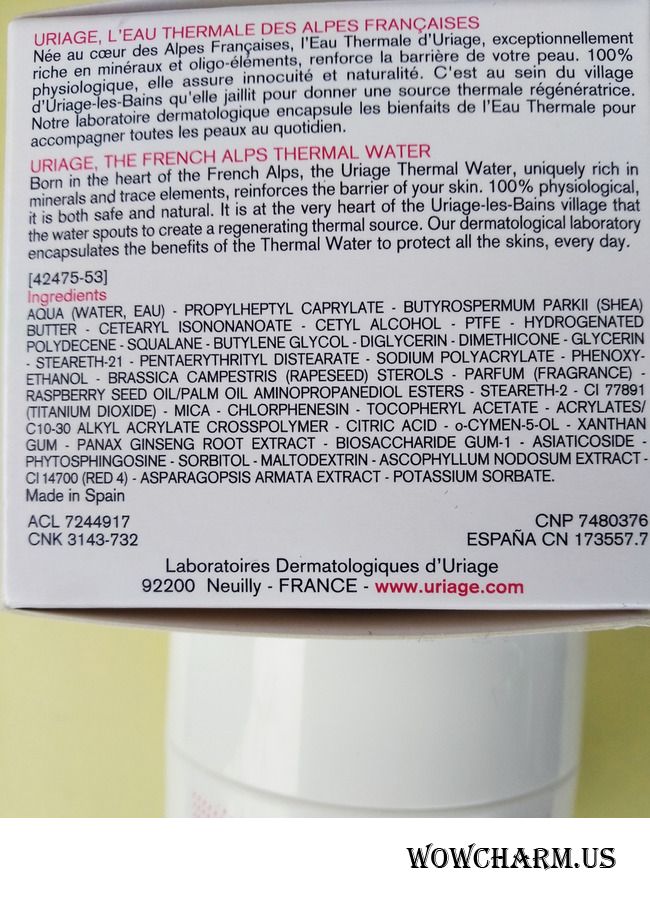 URIAGE, L'EAU THERMALE DES ALPES FRANÇAISES
Née au cœur des Alpes Françaises, l'Eau Thermale d'Uriage, exceptionnellement
riche en minéraux et oligo-éléments, renforce la barrière de votre peau. 100%
physiologique, elle assure innocuité et naturalité. C'est au sein du village
d'Uriage-les-Bains qu'elle jaillit pour donner une source thermale régénératrice.
Notre laboratoire dermatologique encapsule les bienfaits de l'Eau Thermale pour
accompagner toutes les peaux au quotidien.
URIAGE, THE FRENCH ALPS THERMAL WATER
Born in the heart of the French Alps, the Uriage Thermal Water, uniquely rich in
minerals and trace elements, reinforces the barrier of your skin. 100% physiological,
it is both safe and natural. It is at the very heart of the Uriage-les-Bains village that
the water spouts to create a regenerating thermal source. Our dermatological laboratory
encapsulates the benefits of the Thermal Water to protect all the skins, every day.
[42475-53]
Ingredients
AQUA (WATER, EAU) - PROPYLHEPTYL CAPRYLATE - BUTYROSPERMUM PARKII (SHEA)
BUTTER - CETEARYL ISONONANOATE - CETYL ALCOHOL - PTFE - HYDROGENATED
POLYDECENE - SQUALANE - BUTYLENE GLYCOL - DIGLYCERIN - DIMETHICONE - GLYCERIN
- STEARETH-21 - PENTAERYTHRITYL DISTEARATE - SODIUM POLYACRYLATE - PHENOXY-
ETHANOL - BRASSICA CAMPESTRIS (RAPESEED) STEROLS - PARFUM (FRAGRANCE) -
RASPBERRY SEED OIL/PALM OIL AMINOPROPANEDIOL ESTERS - STEARETH-2 - CI 77891
(TITANIUM DIOXIDE) - MICA - CHLORPHENESIN - TOCOPHERYL ACETATE - ACRYLATES/
C10-30 ALKYL ACRYLATE CROSSPOLYMER - CITRIC ACID - o-CYMEN-5-OL - XANTHAN
GUM - PANAX GINSENG ROOT EXTRACT - BIOSACCHARIDE GUM-1 - ASIATICOSIDE -
PHYTOSPHINGOSINE - SORBITOL - MALTODEXTRIN - ASCOPHYLLUM NODOSUM EXTRACT -
CI 14700 (RED 4) - ASPARAGOPSIS ARMATA EXTRACT - POTASSIUM SORBATE.
Made in Spain
ACL 7244917 CNP 7480376
CNK 3143-732 ESPAÑA CN 173557.7
Laboratoires Dermatologiques d'Uriage
92200 Neuilly - FRANCE - www.uriage.com
WOWCHARM.US